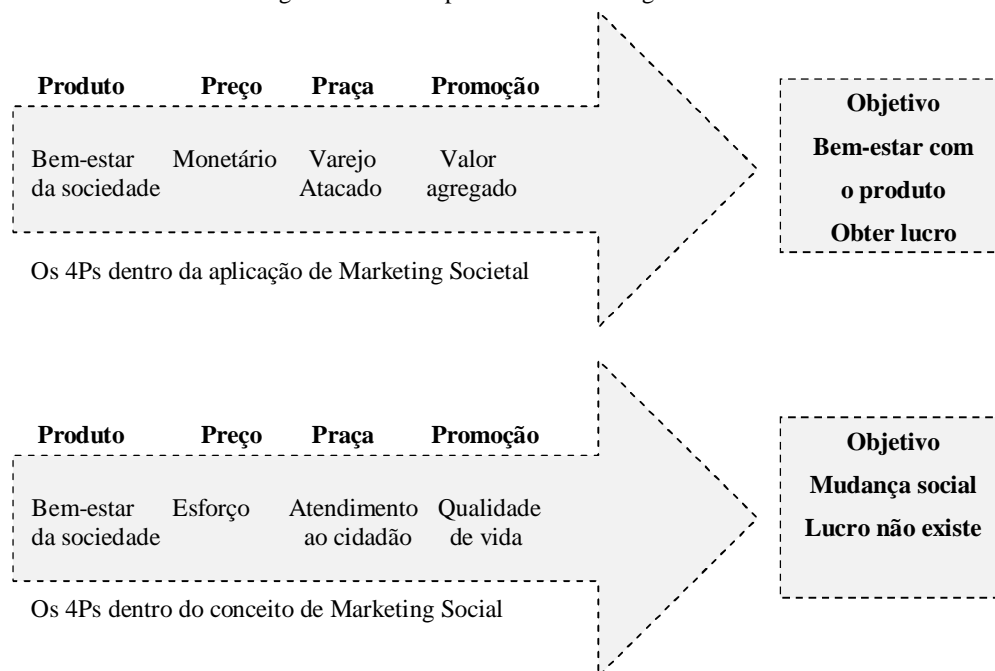 Produto Preço Praça Promoção
Bem-estar Monetário Varejo Valor
da sociedade Atacado agregado
Os 4Ps dentro da aplicação de Marketing Societal
Objetivo
Bem-estar com
o produto
Obter lucro
Produto Preço Praça Promoção
Bem-estar Esforço Atendimento Qualidade
da sociedade ao cidadão de vida
Os 4Ps dentro do conceito de Marketing Social
Objetivo
Mudança social
Lucro não existe